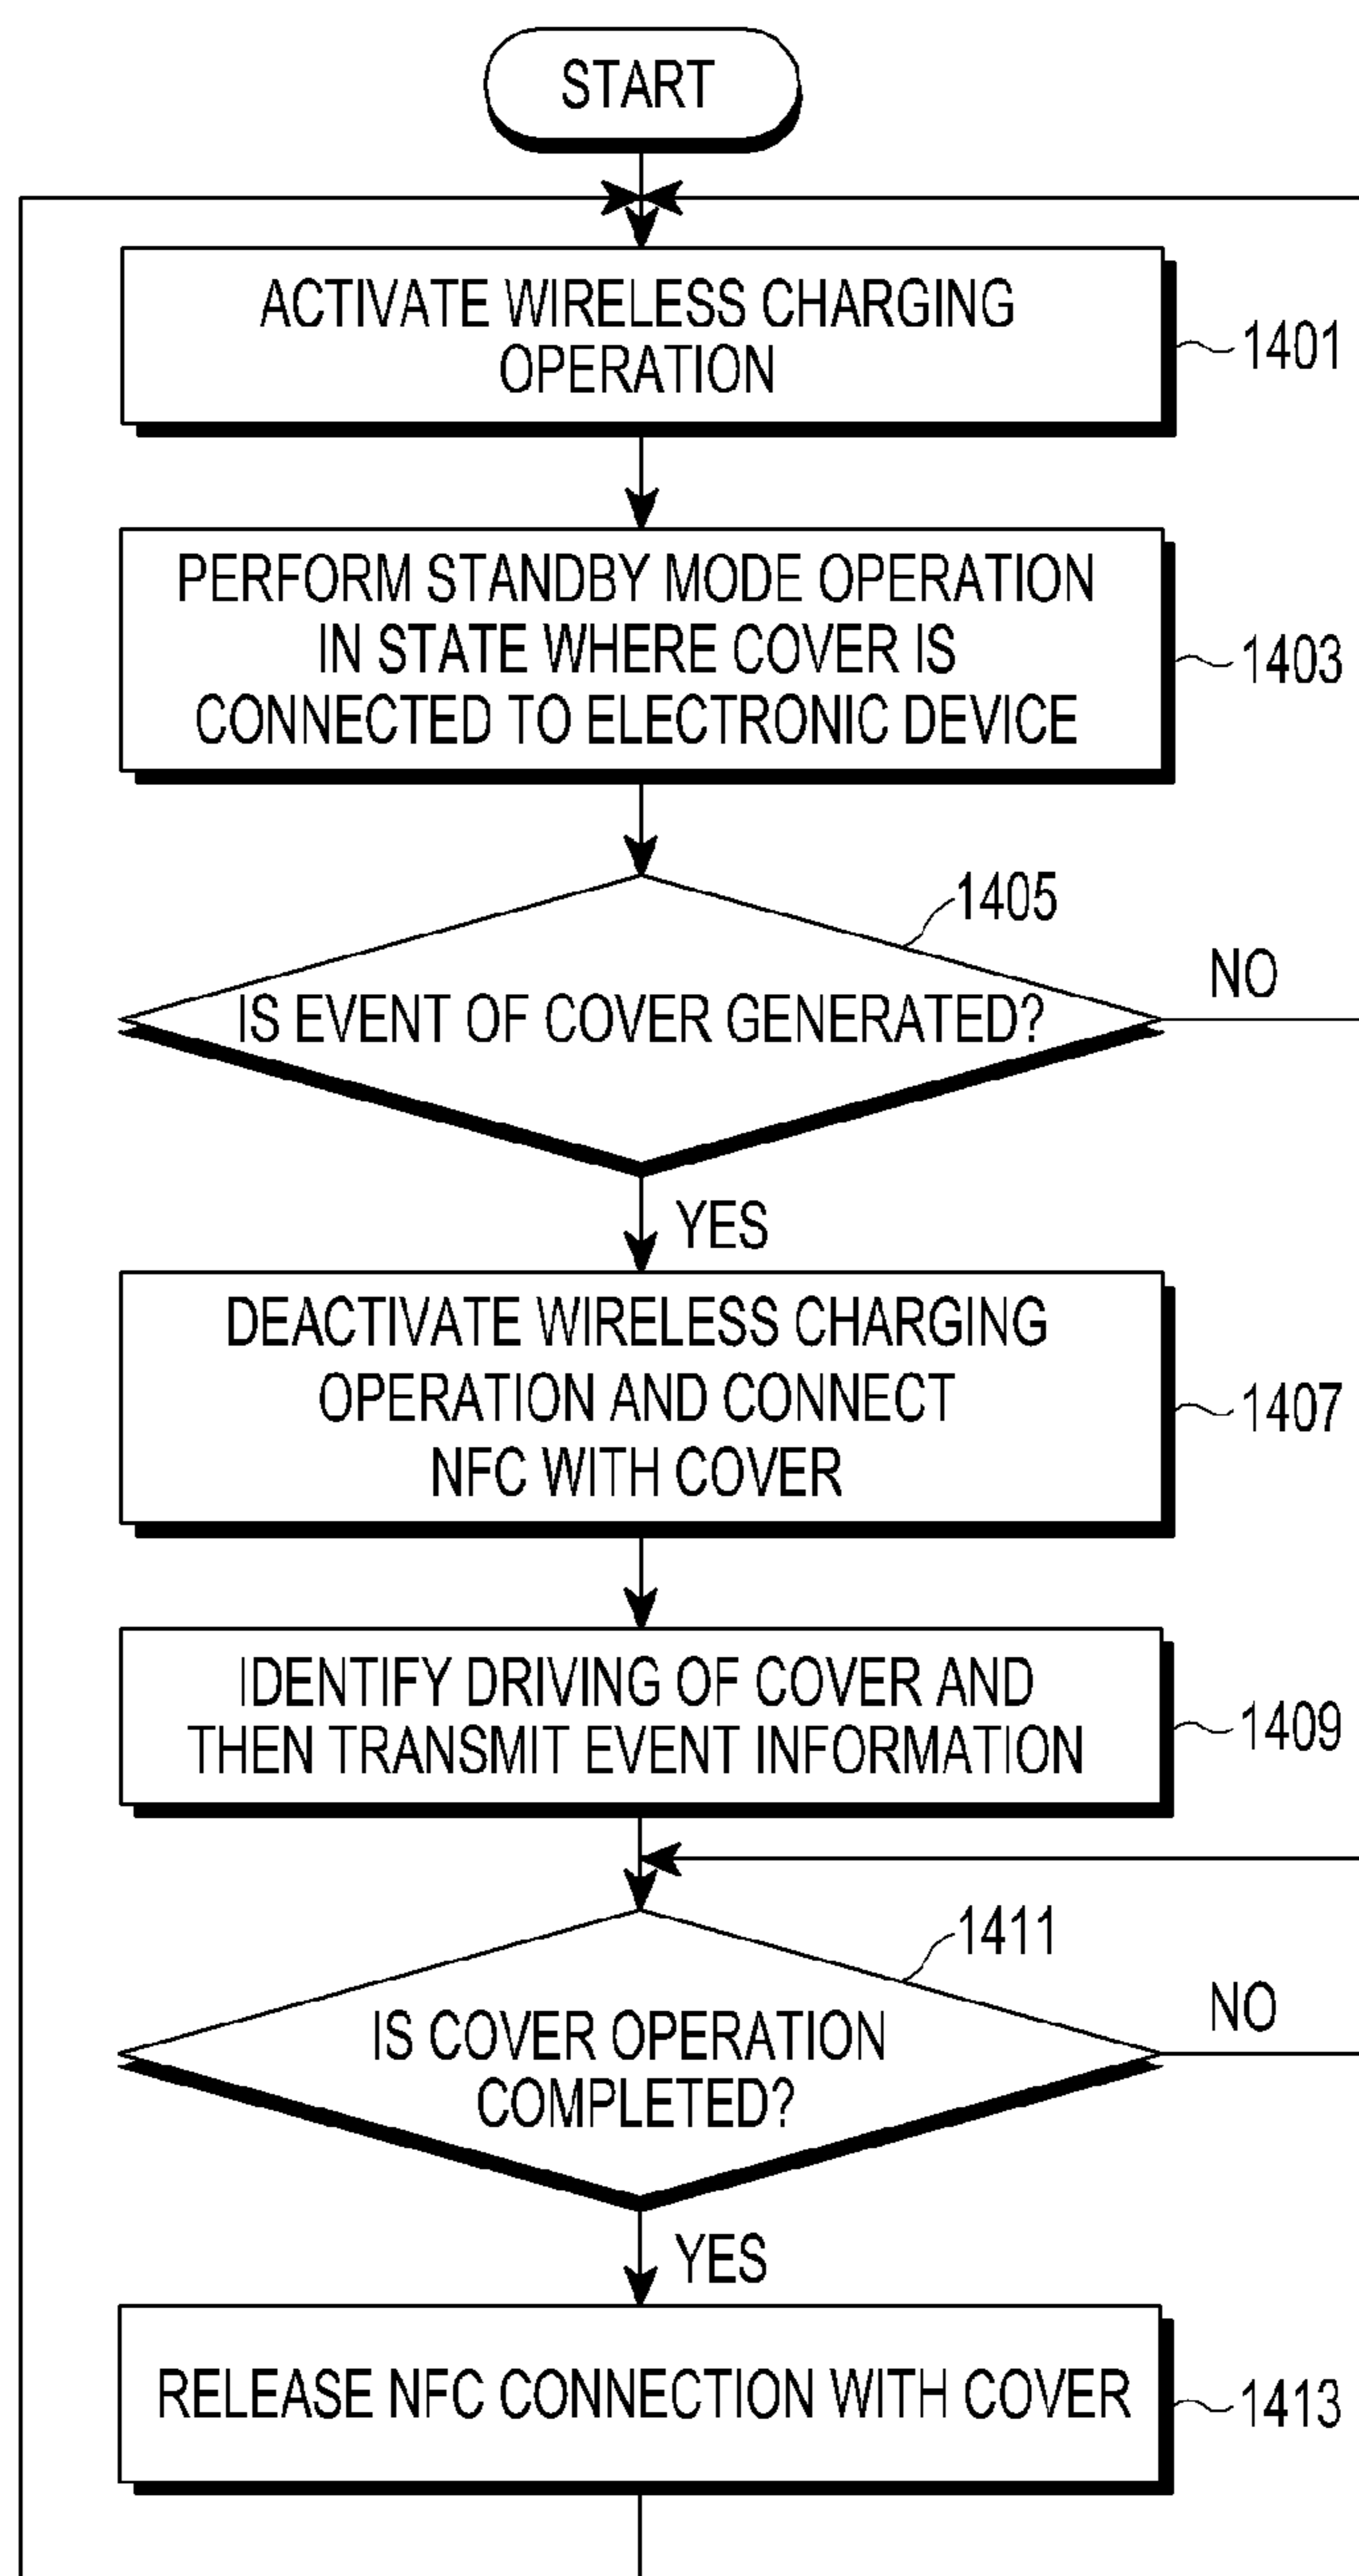 START
ACTIVATE WIRELESS CHARGING
OPERATION
1401
PERFORM STANDBY MODE OPERATION
IN STATE WHERE COVER IS
CONNECTED TO ELECTRONIC DEVICE
1403
1405
IS EVENT OF COVER GENERATED?
NO
YES
DEACTIVATE WIRELESS CHARGING
OPERATION AND CONNECT
NFC WITH COVER
1407
IDENTIFY DRIVING OF COVER AND
THEN TRANSMIT EVENT INFORMATION
1409
1411
IS COVER OPERATION
COMPLETED?
NO
YES
RELEASE NFC CONNECTION WITH COVER
1413